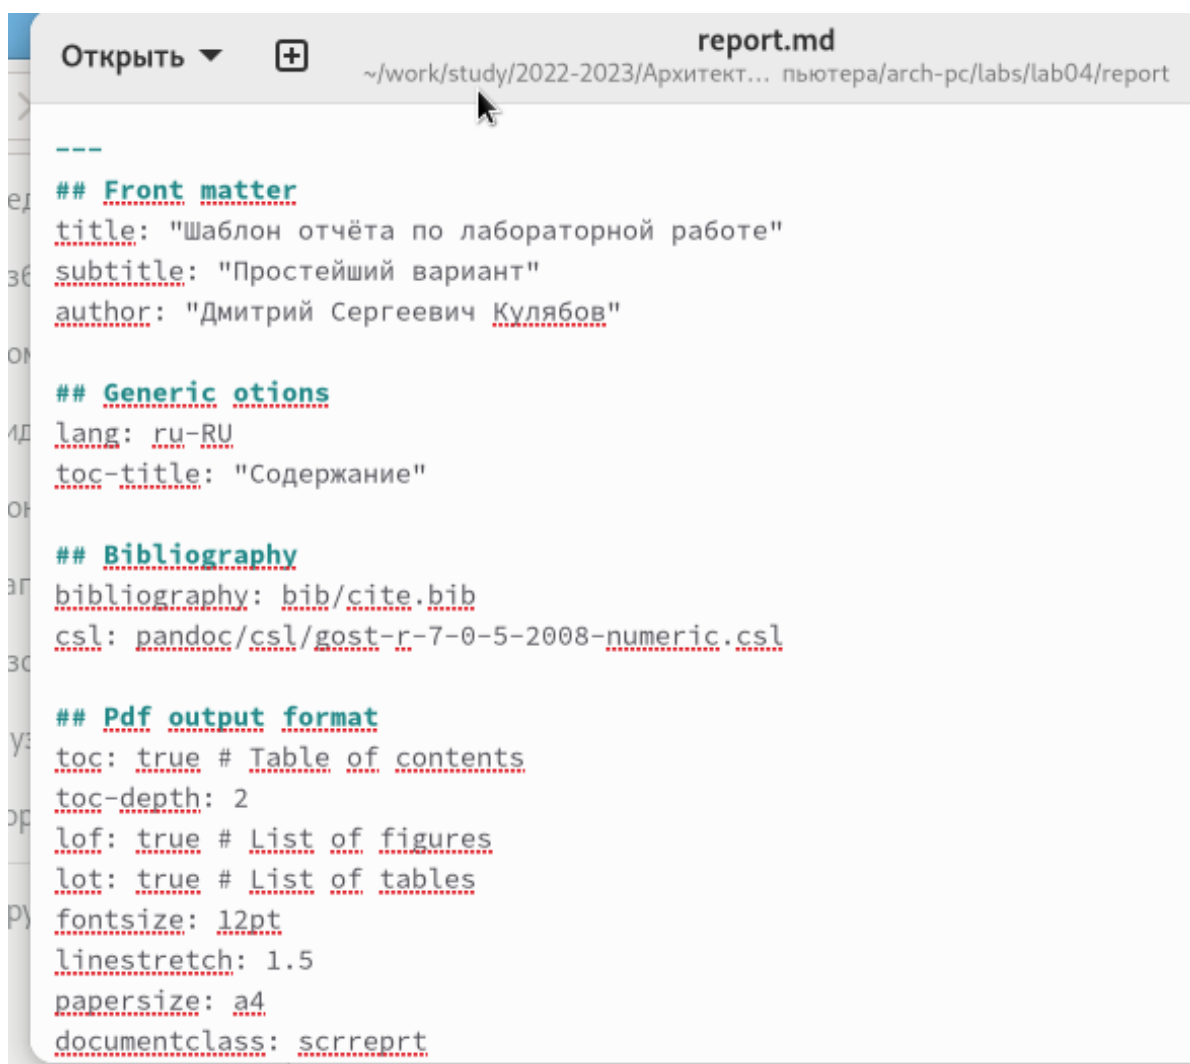 Открыть
report.md
~/work/study/2022-2023/Архитект... пьютера/arch-pc/labs/lab04/report
---
## Front matter
title: "Шаблон отчёта по лабораторной работе"
subtitle: "Простейший вариант"
author: "Дмитрий Сергеевич Кулябов"
## Generic otions
lang: ru-RU
toc-title: "Содержание"
## Bibliography
bibliography: bib/cite.bib
csl: pandoc/csl/gost-r-7-0-5-2008-numeric.csl
## Pdf output format
toc: true # Table of contents
toc-depth: 2
lof: true # List of figures
lot: true # List of tables
fontsize: 12pt
linestretch: 1.5
papersize: a4
documentclass: scrreprt